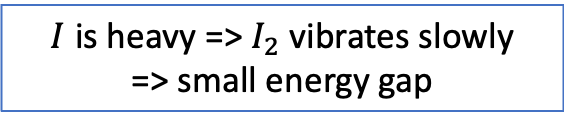 I is heavy => I₂ vibrates slowly
=> small energy gap